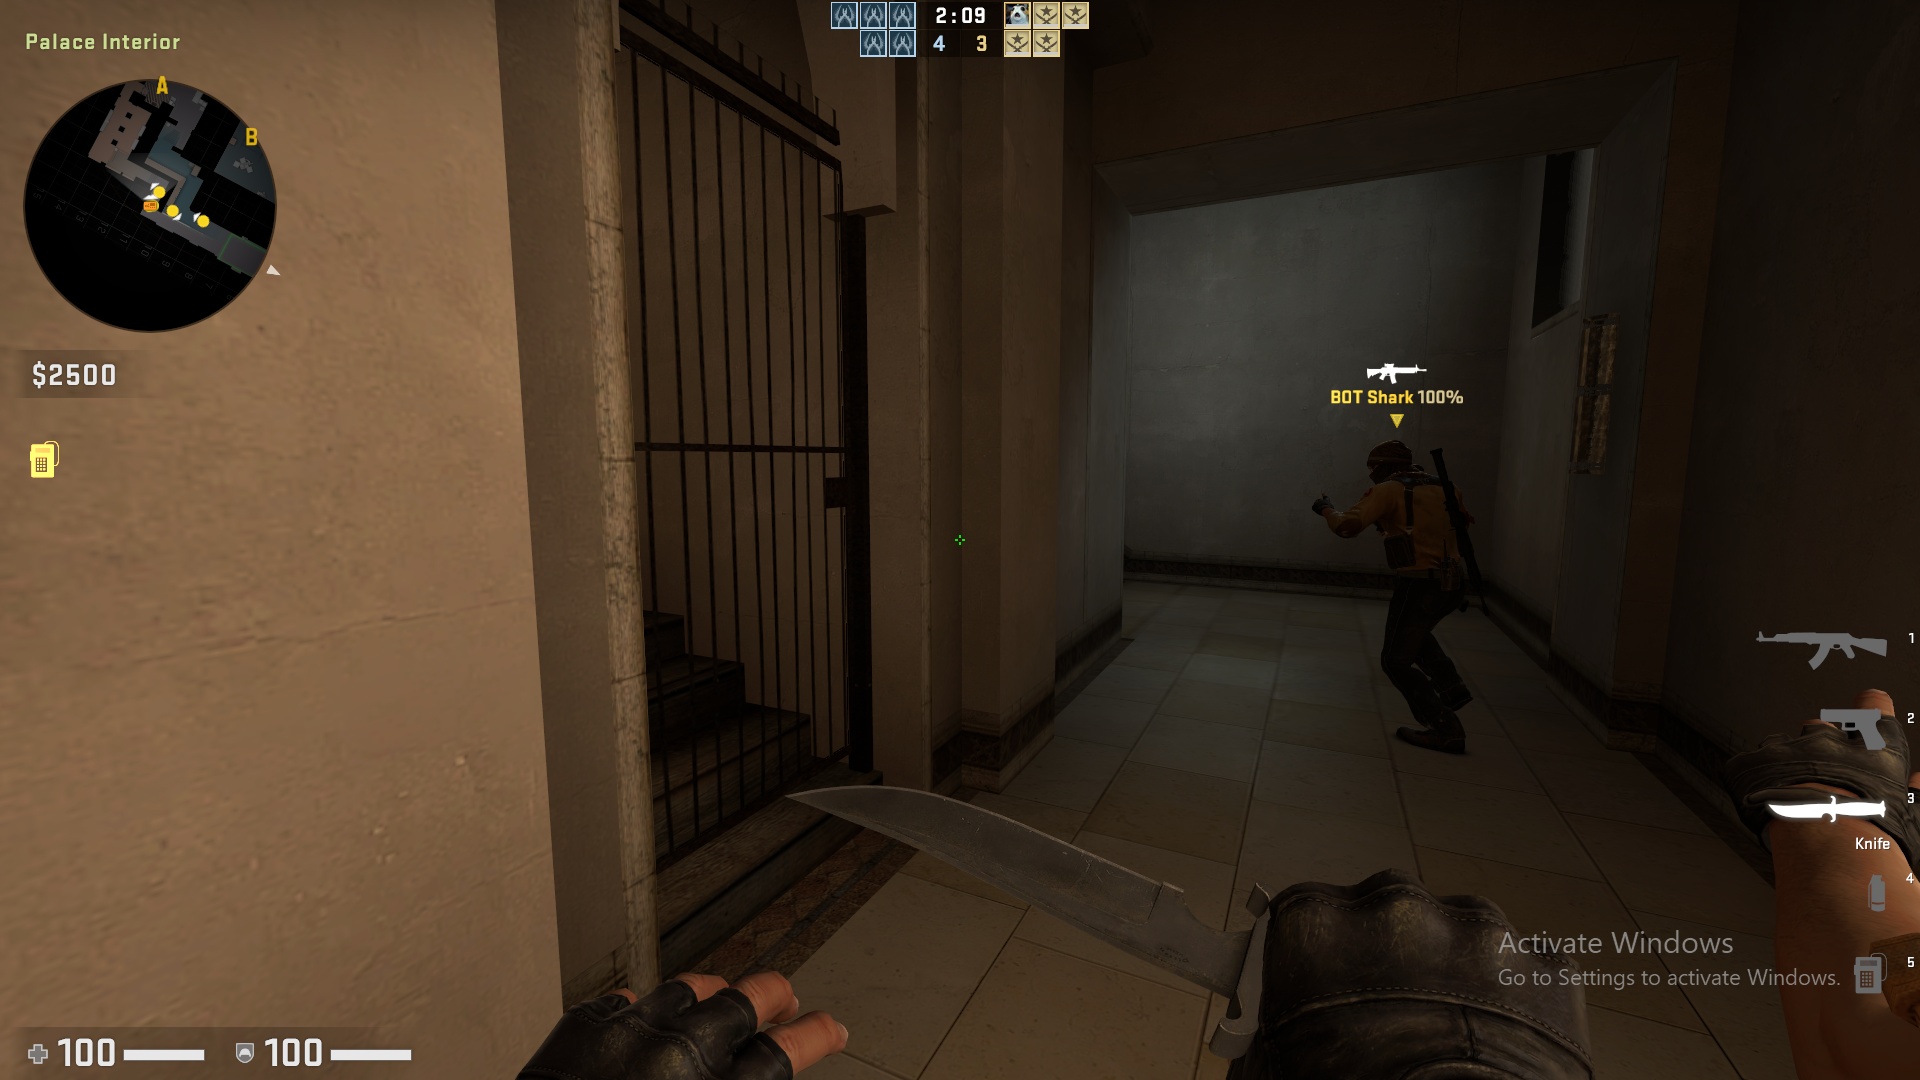 2:09
4 3
Palace Interior
A
B
$2500
BOT Shark 100%
1
2
3
Knife
4
5
Activate Windows
Go to Settings to activate Windows.
100
100